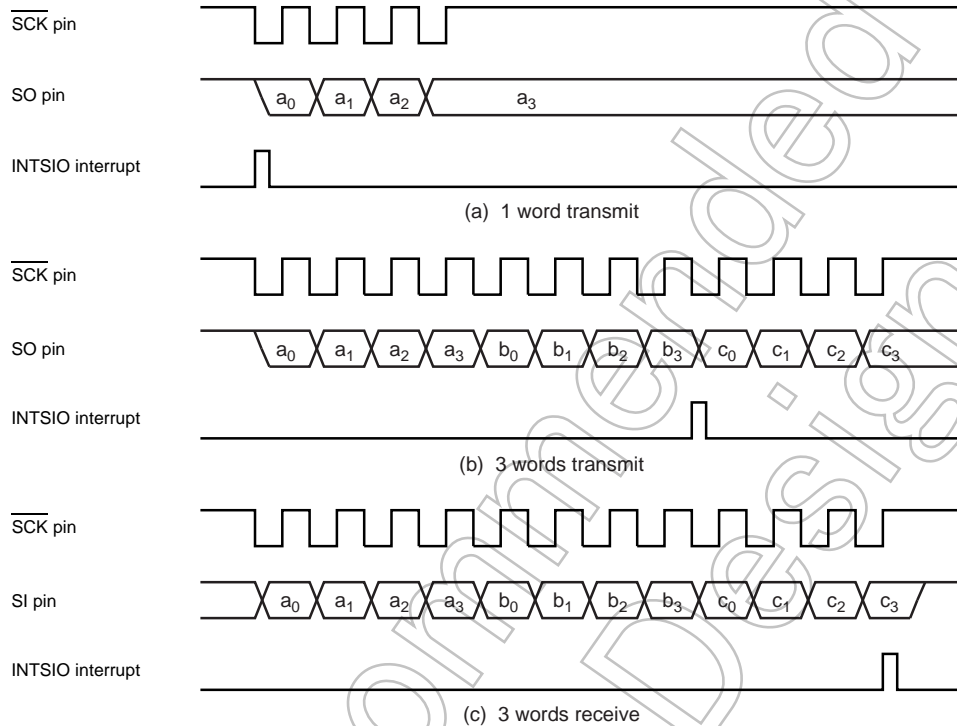 SCK pin
SO pin a0 a1 a2 a3
INTSIO interrupt
(a) 1 word transmit
SCK pin
SO pin a0 a1 a2 a3 b0 b1 b2 b3 c0 c1 c2 c3
INTSIO interrupt
(b) 3 words transmit
SCK pin
SI pin a0 a1 a2 a3 b0 b1 b2 b3 c0 c1 c2 c3
INTSIO interrupt
(c) 3 words receive
ommended
Design